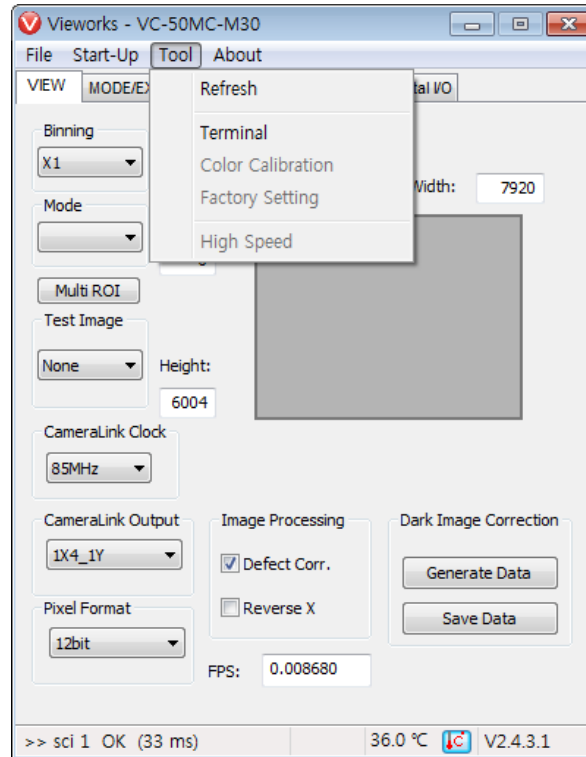 Vieworks - VC-50MC-M30
File Start-Up Tool About
VIEW MODE/EX tal I/O
Refresh
Terminal
Color Calibration
Factory Setting
High Speed
Binning
X1
Width: 7920
Mode
Multi ROI
Test Image
None
Height:
6004
CameraLink Clock
85MHz
CameraLink Output
1X4_1Y
Image Processing
Defect Corr.
Reverse X
Dark Image Correction
Generate Data
Save Data
Pixel Format
12bit
FPS: 0.008680
>> sci 1 OK (33 ms) 36.0 ℃ V2.4.3.1